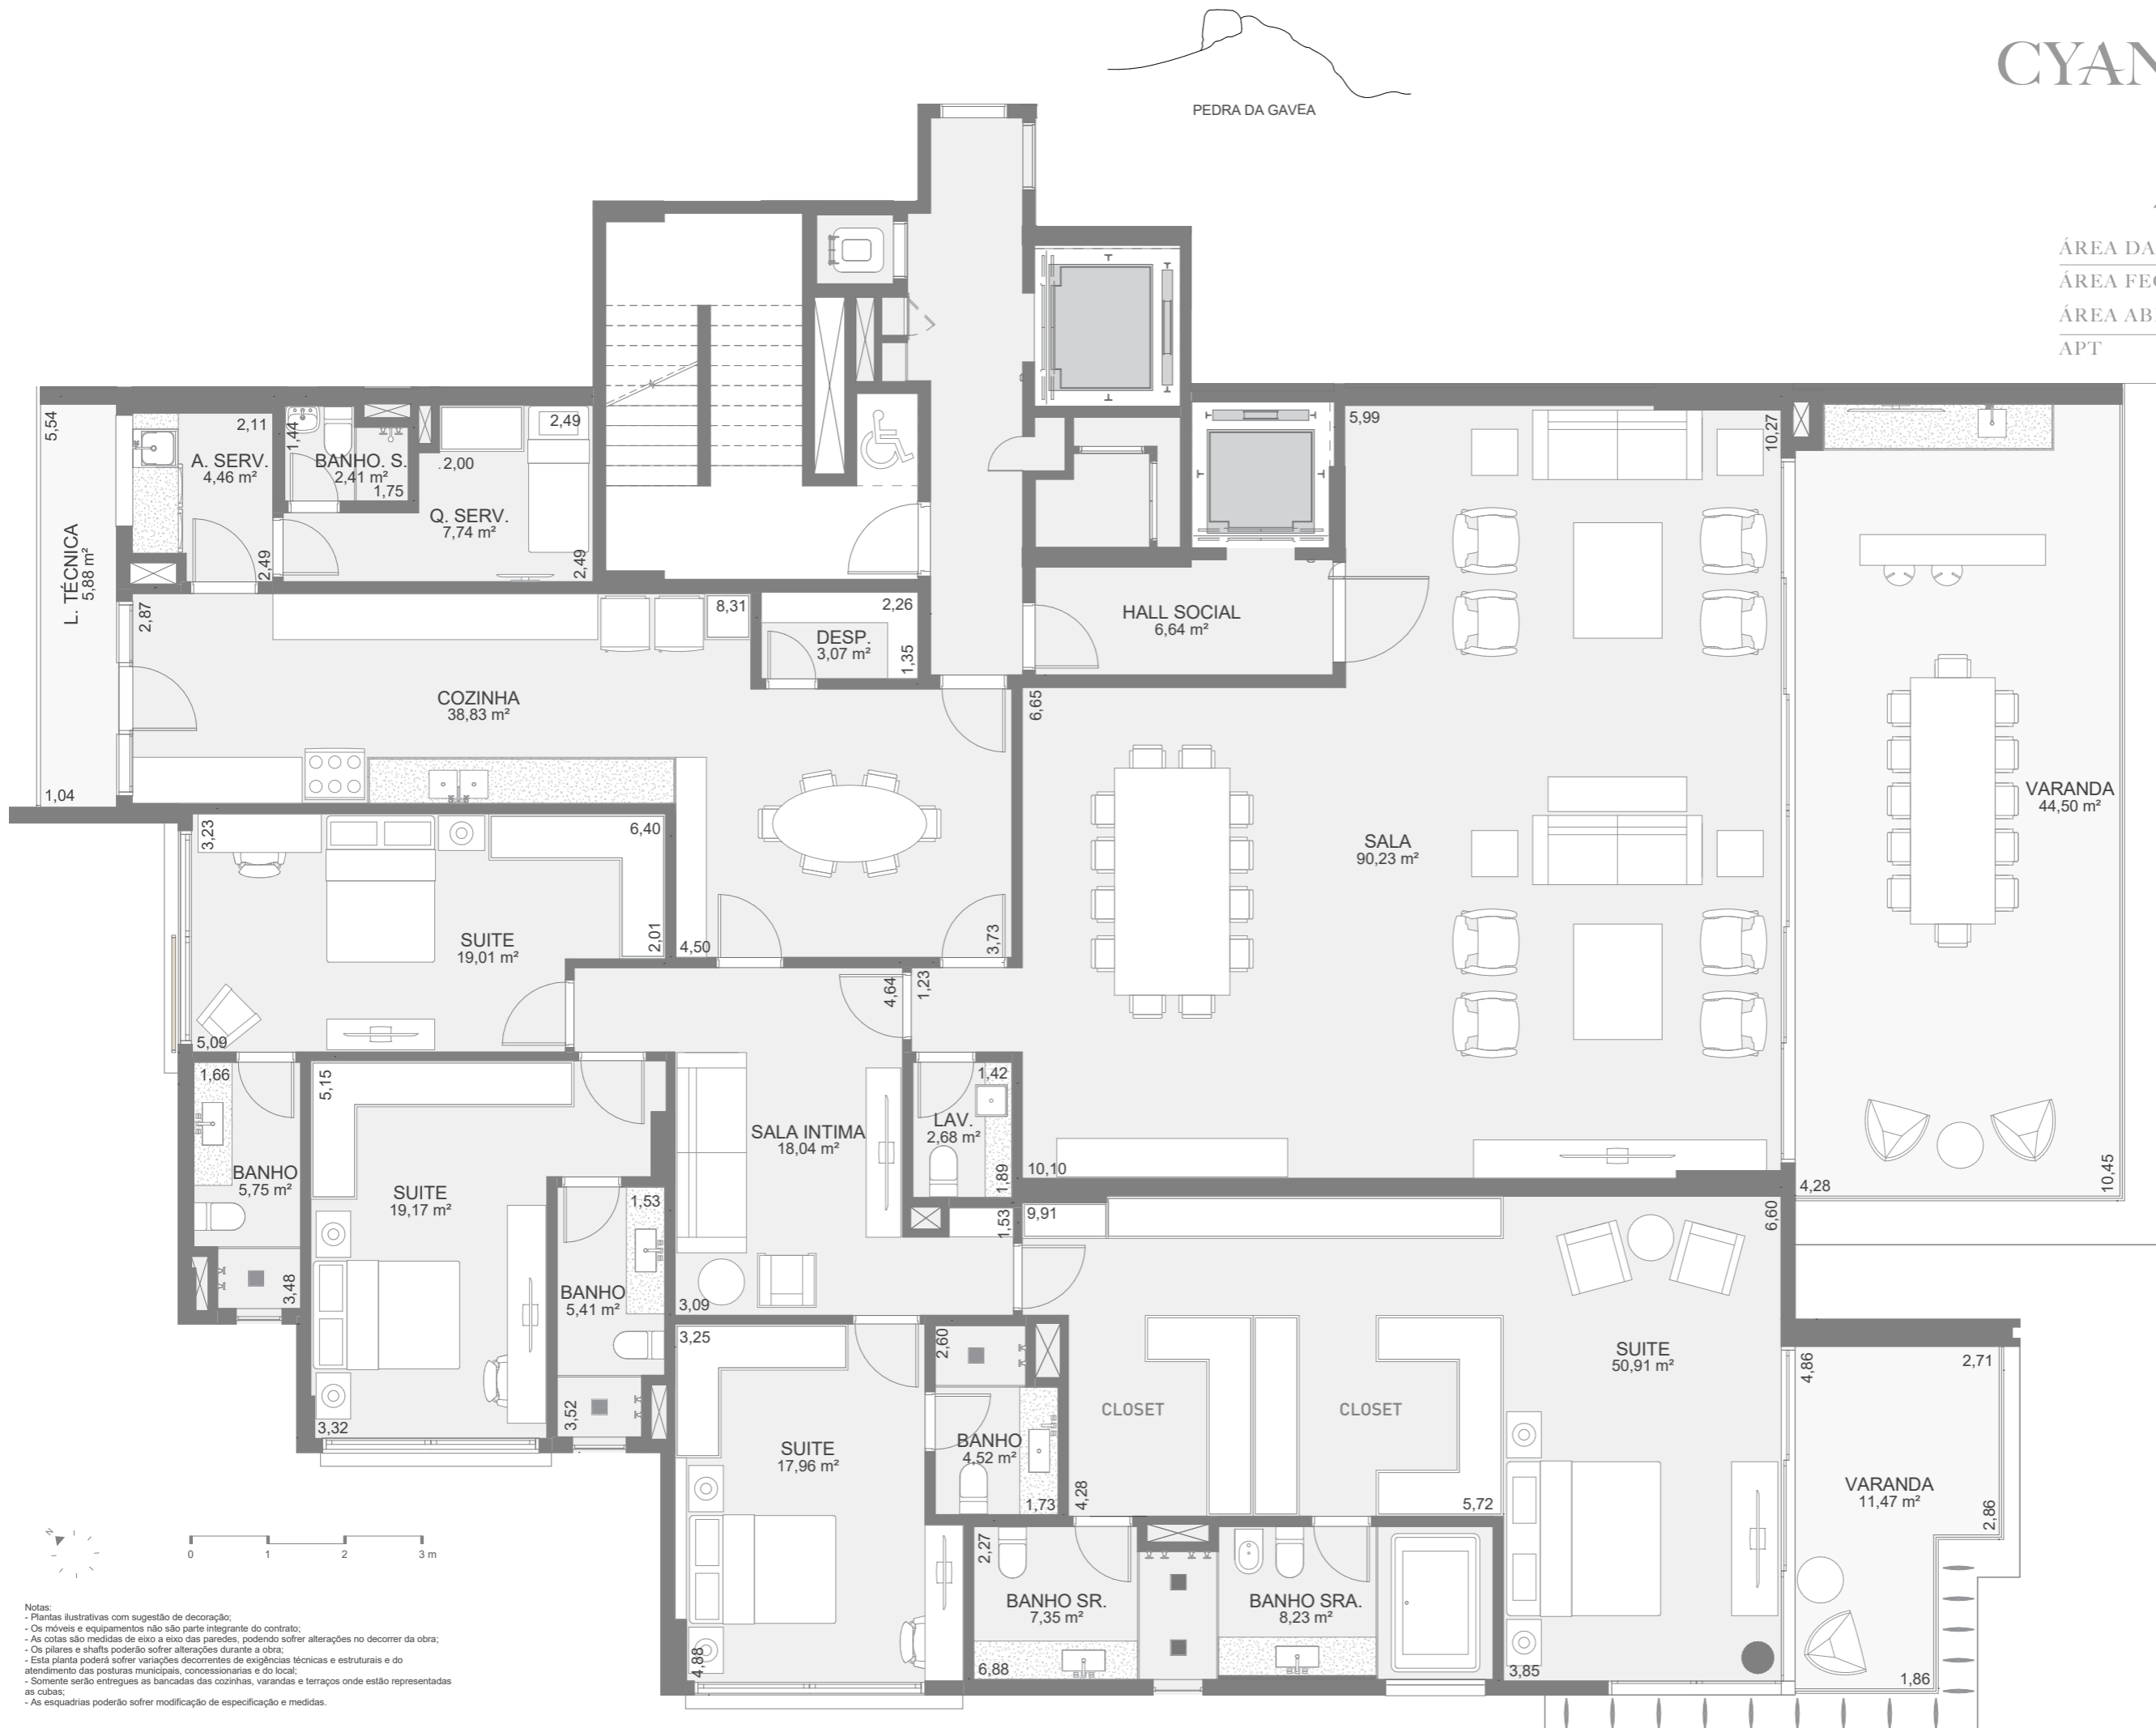 PEDRA DA GAVEA
CYAN
ÁREA DA
ÁREA FE
ÁREA AB
APT
5,54
L. TÉCNICA
5,88 m²
1,04
2,11
A. SERV.
4,46 m²
2,49
1,44
BANHO. S.
2,41 m²
1,75
2,49
2,00
Q. SERV.
7,74 m²
2,49
5,99
10,27
2,87
8,31
2,26
DESP.
3,07 m²
1,35
HALL SOCIAL
6,64 m²
COZINHA
38,83 m²
6,65
VARANDA
44,50 m²
SALA
90,23 m²
3,23
6,40
SUITE
19,01 m²
2,01
5,09
4,50
3,73
4,64
1,23
1,66
5,15
1,42
LAV.
2,68 m²
1,89
SALA INTIMA
18,04 m²
10,10
4,28
10,45
BANHO
5,75 m²
3,48
SUITE
19,17 m²
1,53
1,53
9,91
6,60
BANHO
5,41 m²
3,52
3,32
3,09
3,25
2,60
SUITE
50,91 m²
4,86
2,71
CLOSET
CLOSET
SUITE
17,96 m²
BANHO
4,52 m²
1,73
4,28
5,72
VARANDA
11,47 m²
2,86
2,27
BANHO SR.
7,35 m²
BANHO SRA.
8,23 m²
4,88
6,88
3,85
1,86
N
0 1 2 3 m
Notas:
- Plantas ilustrativas com sugestão de decoração;
- Os móveis e equipamentos não são parte integrante do contrato;
- As cotas são medidas de eixo a eixo das paredes, podendo sofrer alterações no decorrer da obra;
- Os pilares e shafts poderão sofrer alterações durante a obra;
- Esta planta poderá sofrer variações decorrentes de exigências técnicas e estruturais e do
atendimento das posturas municipais, concessionarias e do local;
- Somente serão entregues as bancadas das cozinhas, varandas e terraços onde estão representadas
as cubas;
- As esquadrias poderão sofrer modificação de especificação e medidas.